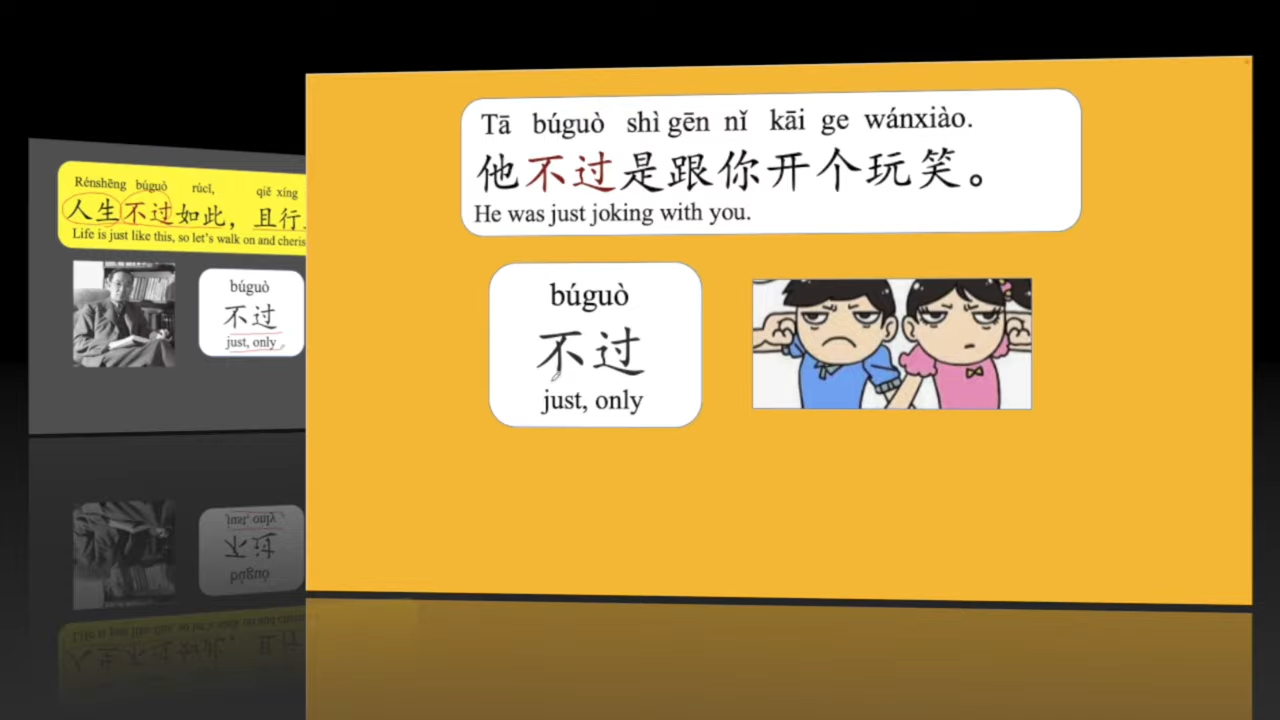 Rénshēng búguò rúcǐ, qiě xíng
人生不过如此，且行
Life is just like this, so let's walk on and cheris
búguò
不过
just, only
Tā búguò shì gēn nǐ kāi ge wánxiào.
他不过是跟你开个玩笑。
He was just joking with you.
búguò
不过
just, only